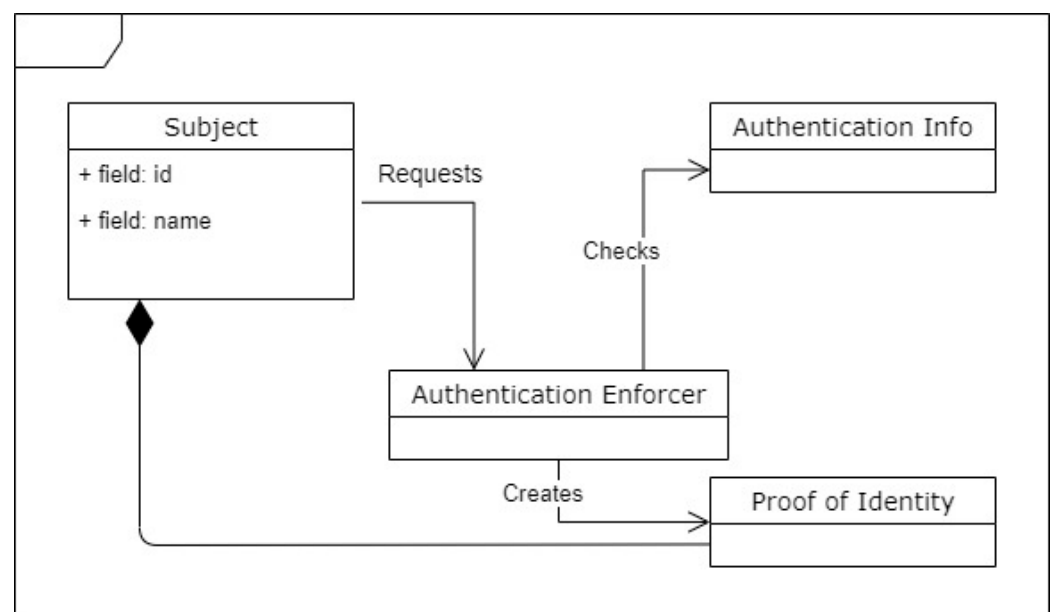 Subject
+ field: id
+ field: name
Requests
Authentication Info
Checks
Authentication Enforcer
Creates
Proof of Identity